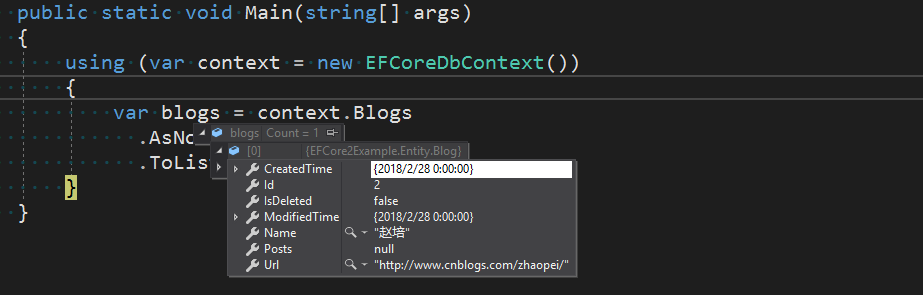 public static void Main(string[] args)
{
using (var context = new EFCoreDbContext())
{
var blogs = context.Blogs
.AsNo
blogs Count = 1
.ToLis
[0] {EFCore2Example.Entity.Blog}
CreatedTime {2018/2/28 0:00:00}
Id 2
IsDeleted false
ModifiedTime {2018/2/28 0:00:00}
Name "赵培"
Posts null
Url "http://www.cnblogs.com/zhaopei/"
}
}